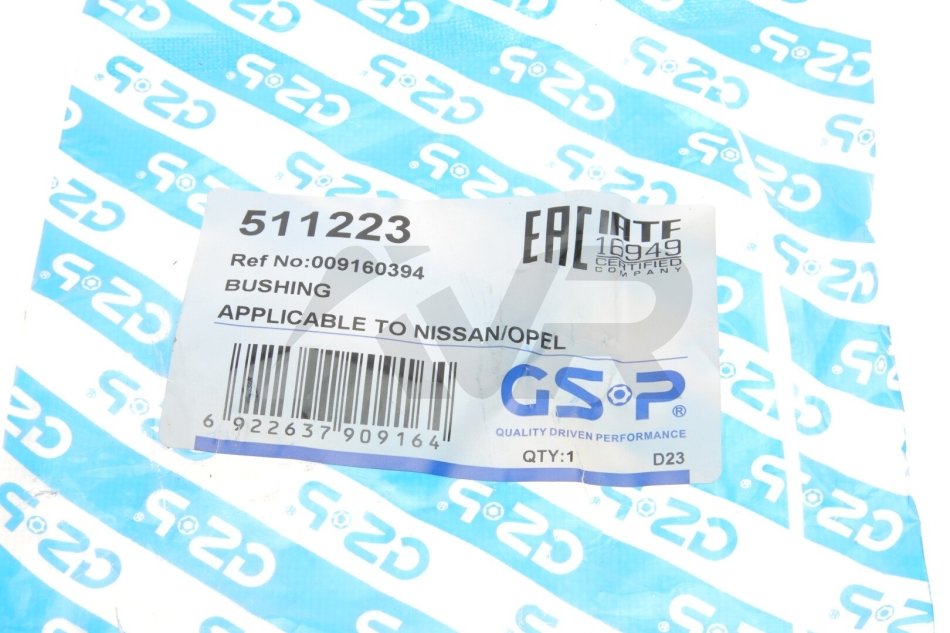 511223
Ref No:009160394
BUSHING
APPLICABLE TO NISSAN/OPEL
EAC
IATF
16949
CERTIFIED
COMPANY
6 922637 909164
GSP®
QUALITY DRIVEN PERFORMANCE
QTY:1 D23